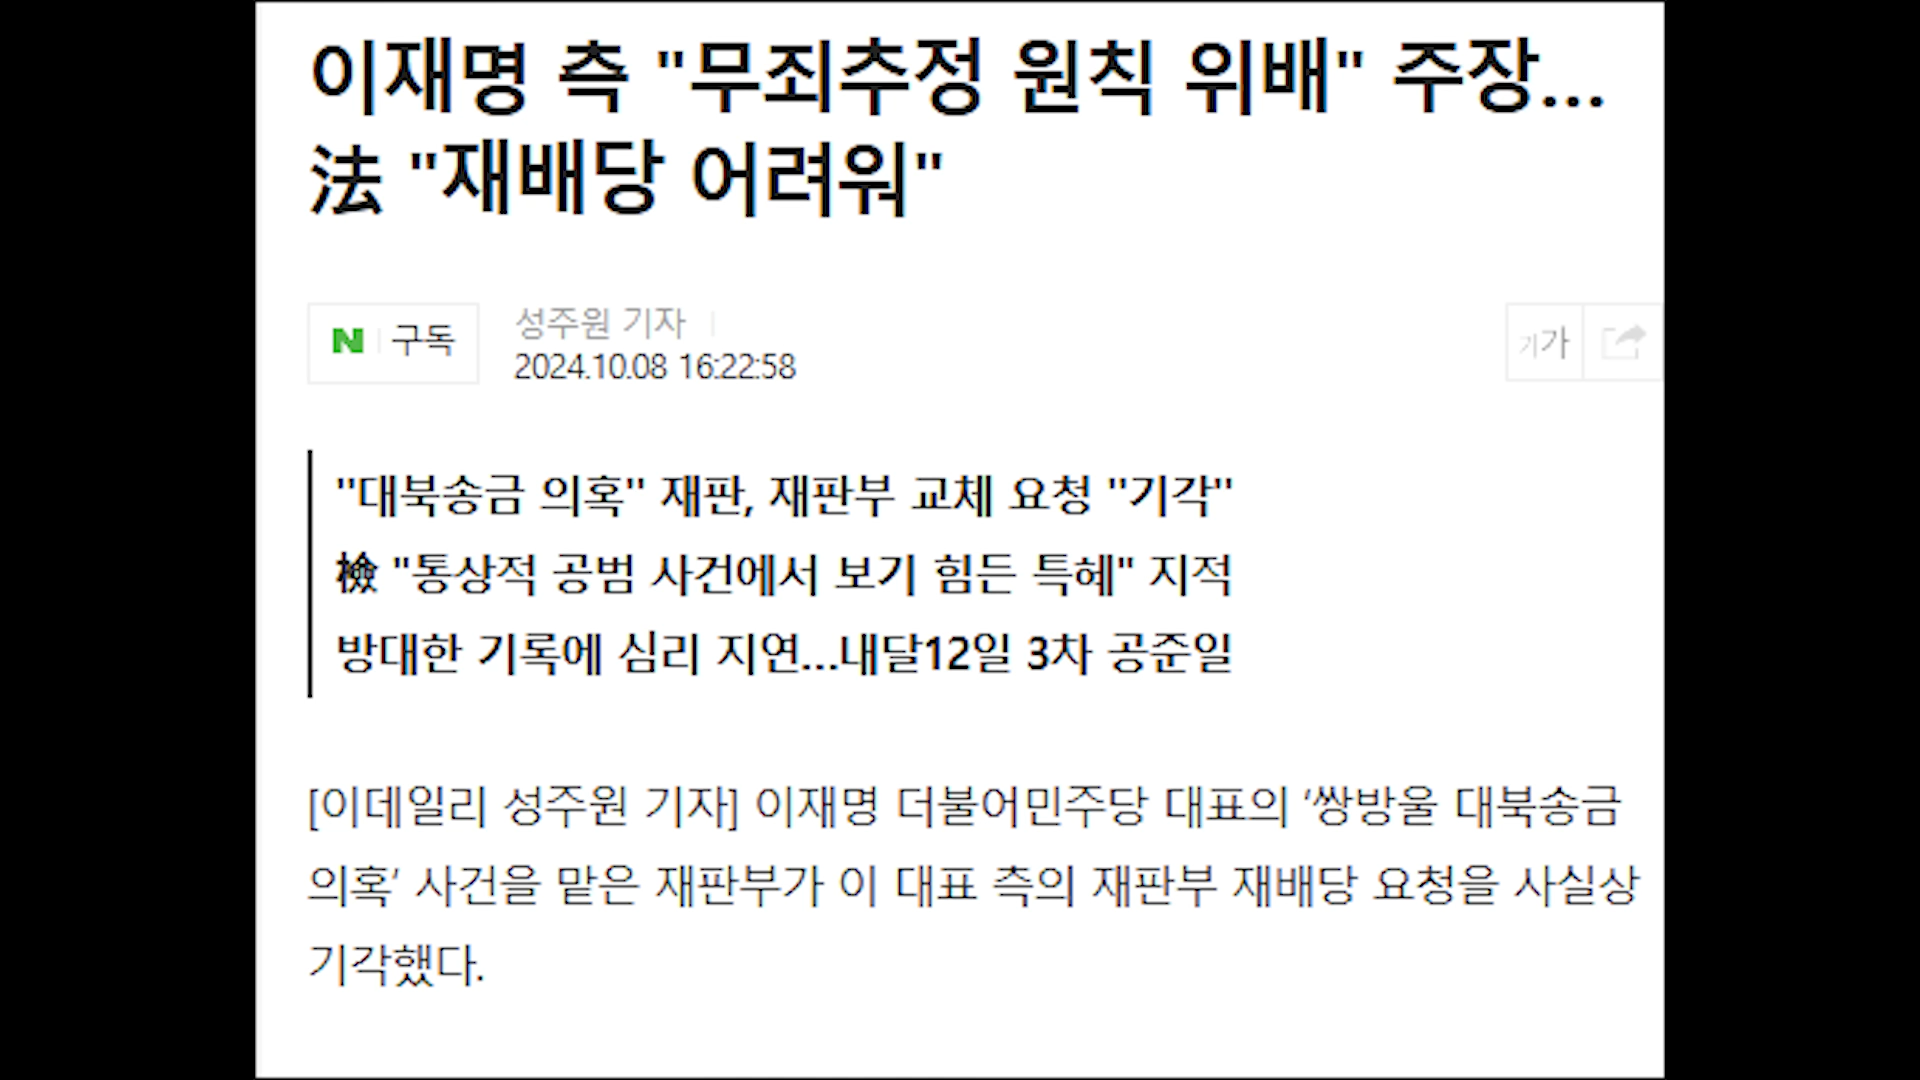 이재명 측 "무죄추정 원칙 위배" 주장…
法 "재배당 어려워"
N 구독
성주원 기자
2024.10.08 16:22:58
가가
"대북송금 의혹" 재판, 재판부 교체 요청 "기각"
檢 "통상적 공범 사건에서 보기 힘든 특혜" 지적
방대한 기록에 심리 지연…내달12일 3차 공준일
[이데일리 성주원 기자] 이재명 더불어민주당 대표의 '쌍방울 대북송금
의혹' 사건을 맡은 재판부가 이 대표 측의 재판부 재배당 요청을 사실상
기각했다.